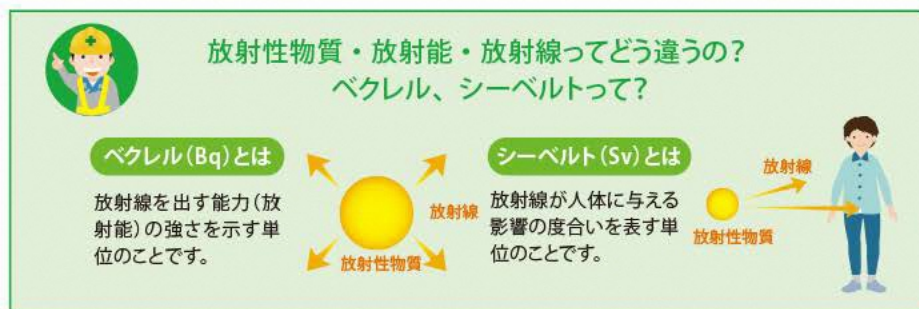 放射性物質・放射能・放射線ってどう違うの?
ベクレル、シーベルトって?
ベクレル(Bq)とは
放射線を出す能力(放
射能)の強さを示す単
位のことです。
放射線
放射性物質
シーベルト(Sv)とは
放射線が人体に与える
影響の度合いを表す単
位のことです。
放射線
放射性物質